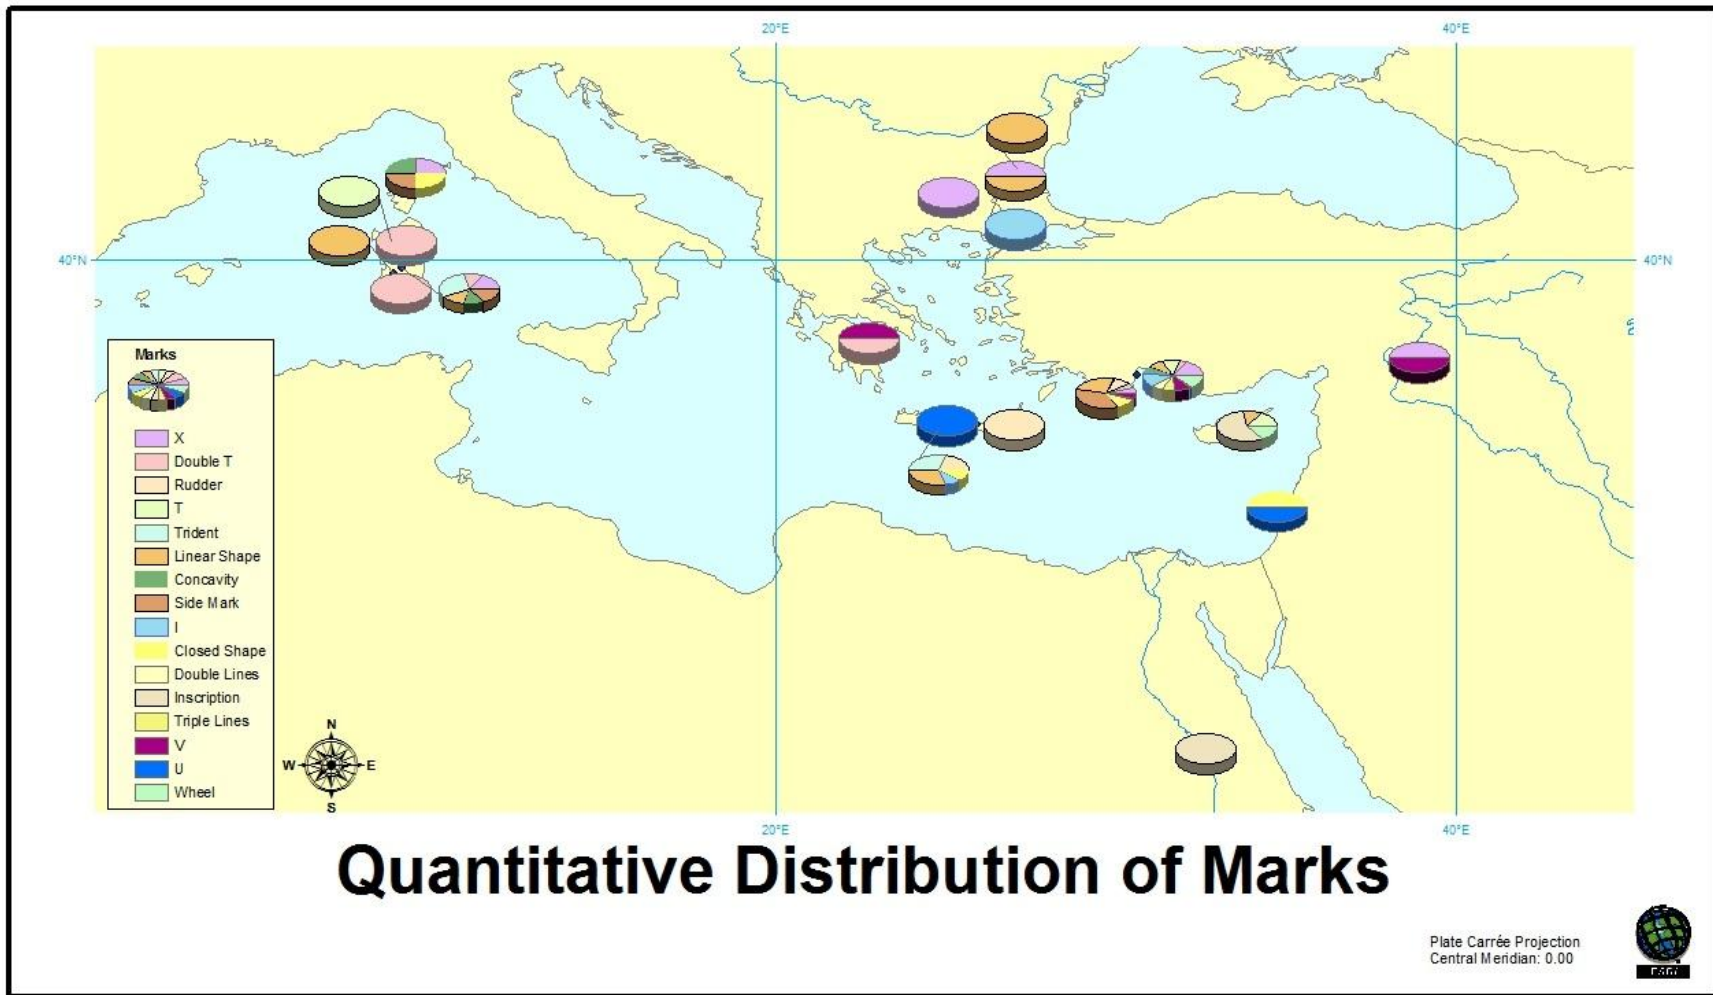 20°E 40°E
40°N 40°N
Marks
X
Double T
Rudder
T
Trident
Linear Shape
Concavity
Side Mark
I
Closed Shape
Double Lines
Inscription
Triple Lines
V
U
Wheel
N
W E
S
20°E 40°E
Quantitative Distribution of Marks
Plate Carrée Projection
Central Meridian: 0.00